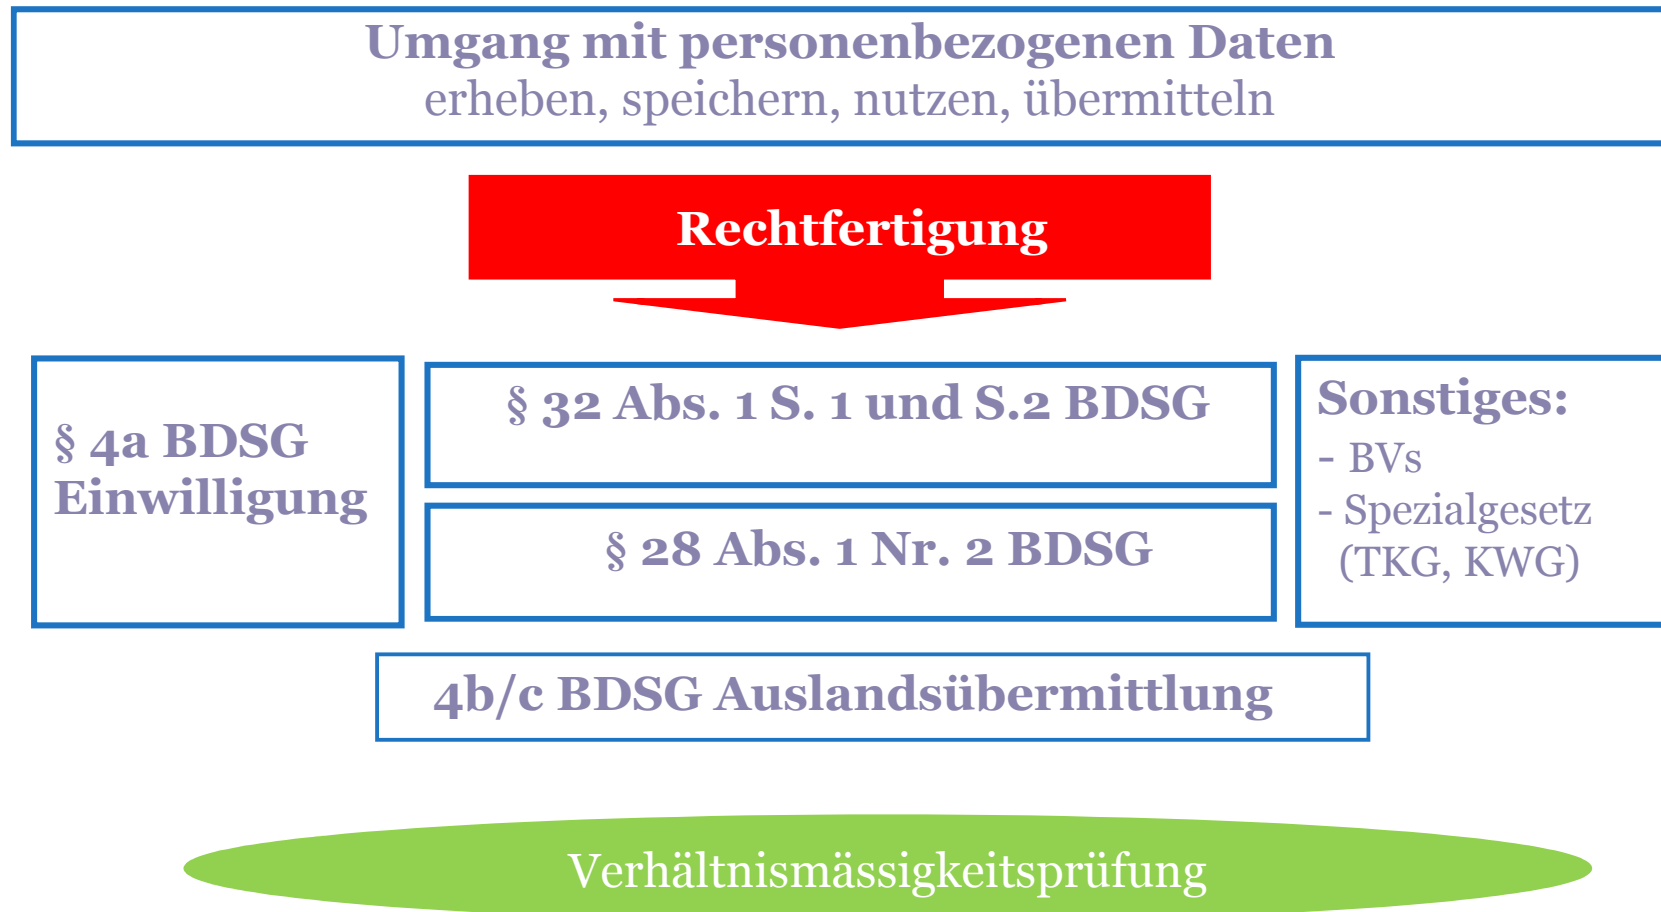 Umgang mit personenbezogenen Daten
erheben, speichern, nutzen, übermitteln
Rechtfertigung
§ 4a BDSG
Einwilligung
§ 32 Abs. 1 S. 1 und S.2 BDSG
§ 28 Abs. 1 Nr. 2 BDSG
Sonstiges:
- BVs
- Spezialgesetz
(TKG, KWG)
4b/c BDSG Auslandsübermittlung
Verhältnismässigkeitsprüfung